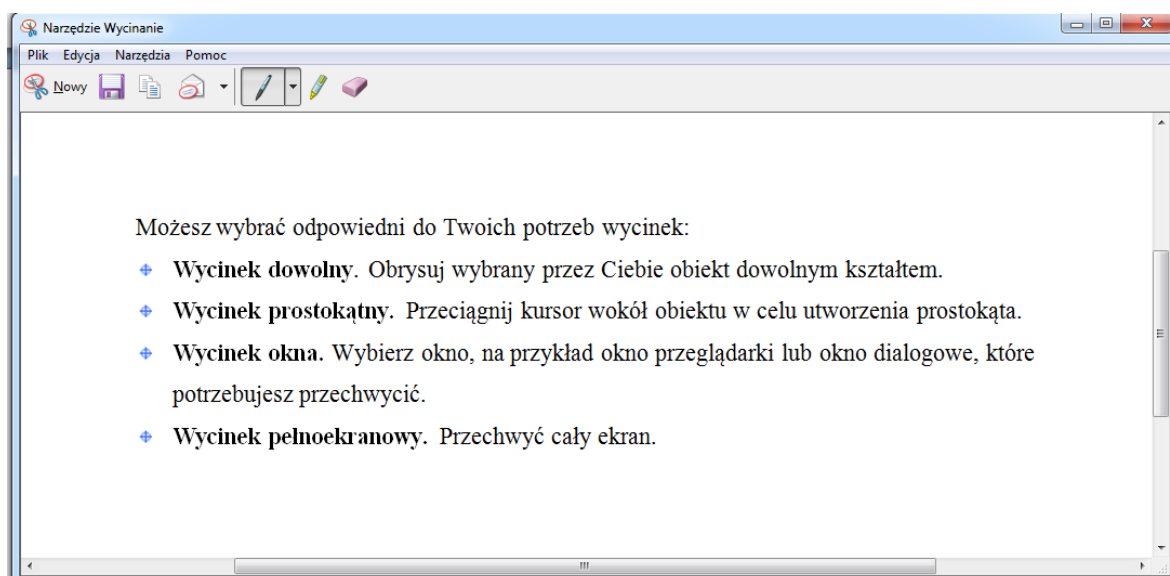 Narzędzie Wycinanie
Plik Edycja Narzędzia Pomoc
Nowy
Możesz wybrać odpowiedni do Twoich potrzeb wycinek:
Wycinek dowolny. Obrysuj wybrany przez Ciebie obiekt dowolnym kształtem.
Wycinek prostokątny. Przeciągnij kursor wokół obiektu w celu utworzenia prostokąta.
Wycinek okna. Wybierz okno, na przykład okno przeglądarki lub okno dialogowe, które
potrzebujesz przechwycić.
Wycinek pełnoekranowy. Przechwyć cały ekran.